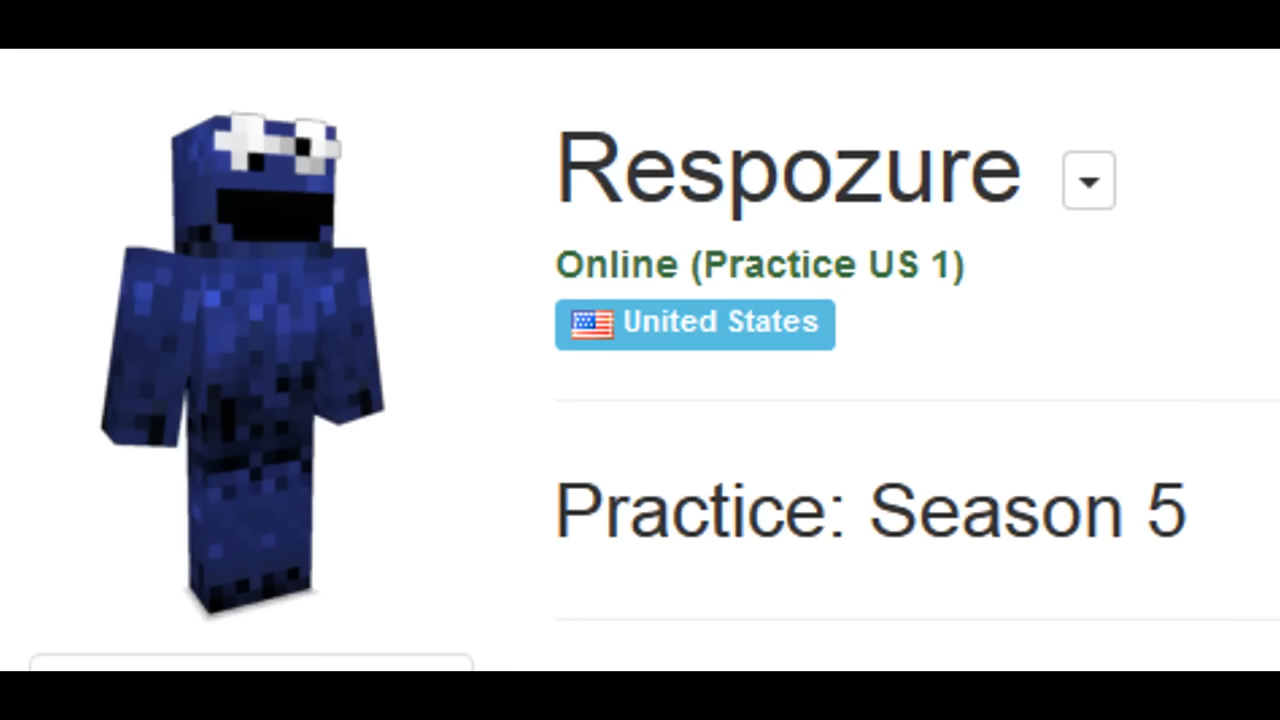 Respozure
Online (Practice US 1)
United States
Practice: Season 5